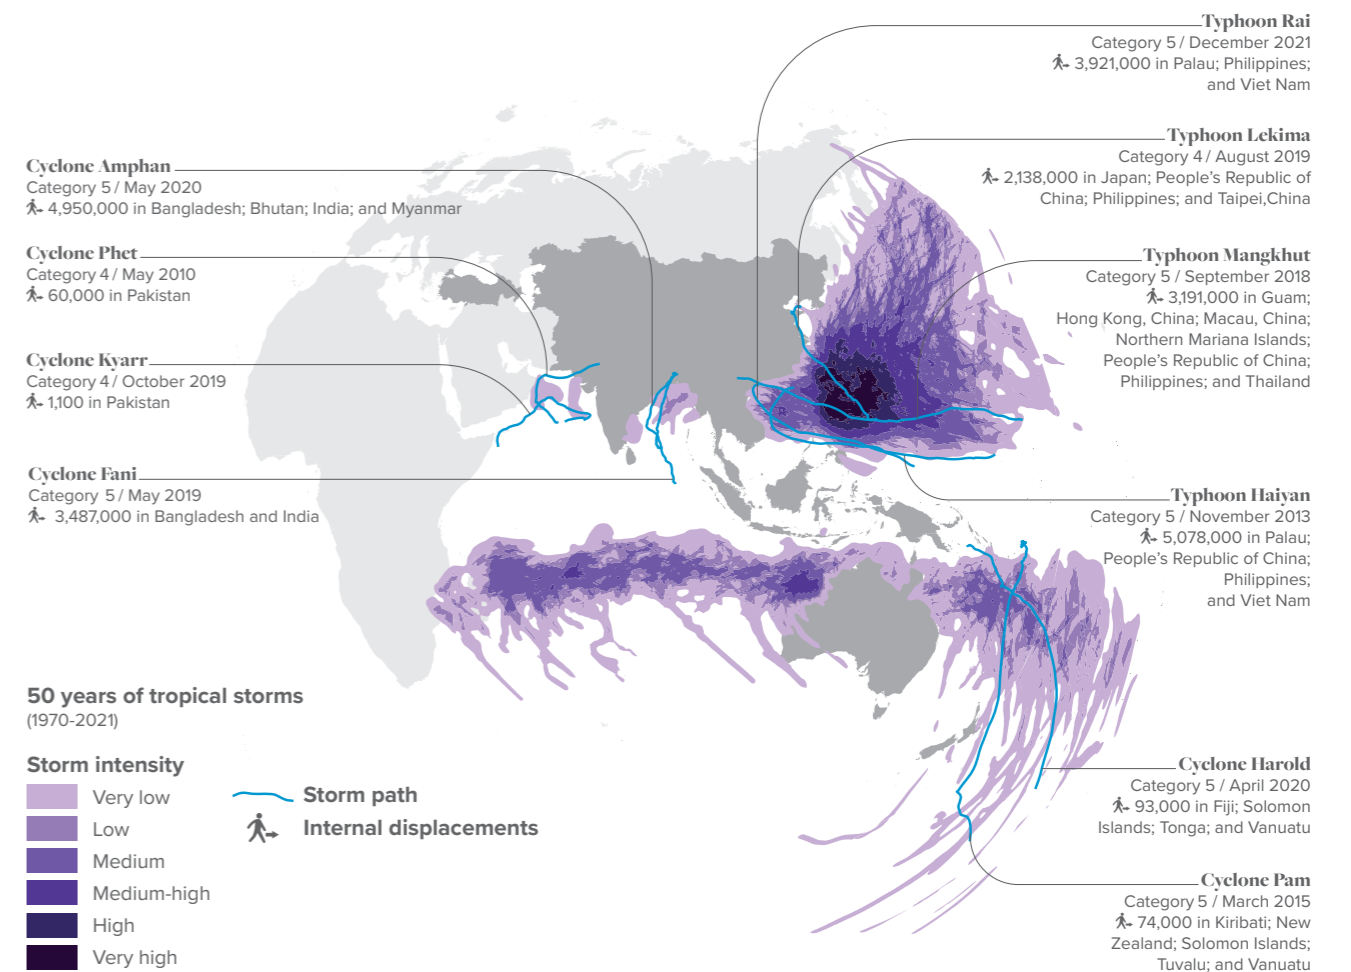 Typhoon Rai
Category 5 / December 2021
3,921,000 in Palau; Philippines;
and Viet Nam
Typhoon Lekima
Category 4 / August 2019
2,138,000 in Japan; People's Republic of
China; Philippines; and Taipei,China
Cyclone Amphan
Category 5 / May 2020
4,950,000 in Bangladesh; Bhutan; India; and Myanmar
Cyclone Phet
Category 4 / May 2010
60,000 in Pakistan
Typhoon Mangkhut
Category 5 / September 2018
3,191,000 in Guam;
Hong Kong, China; Macau, China;
Northern Mariana Islands;
People's Republic of China;
Philippines; and Thailand
Cyclone Kyarr
Category 4 / October 2019
1,100 in Pakistan
Cyclone Fani
Category 5 / May 2019
3,487,000 in Bangladesh and India
Typhoon Haiyan
Category 5 / November 2013
5,078,000 in Palau;
People's Republic of China;
Philippines;
and Viet Nam
50 years of tropical storms
(1970-2021)
Storm intensity
Very low
Low
Medium
Medium-high
High
Very high
Storm path
Internal displacements
Cyclone Harold
Category 5 / April 2020
93,000 in Fiji; Solomon
Islands; Tonga; and Vanuatu
Cyclone Pam
Category 5 / March 2015
74,000 in Kiribati; New
Zealand; Solomon Islands;
Tuvalu; and Vanuatu